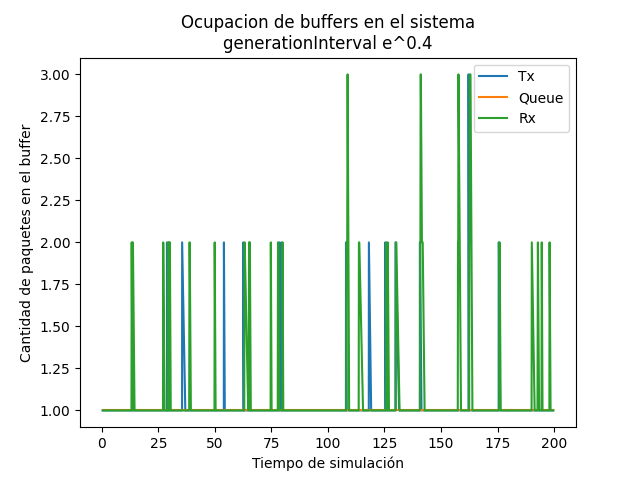 Ocupacion de buffers en el sistema
generationInterval e^0.4
Cantidad de paquetes en el buffer
3.00
2.75
2.50
2.25
2.00
1.75
1.50
1.25
1.00
Tx
Queue
Rx
0 25 50 75 100 125 150 175 200
Tiempo de simulación